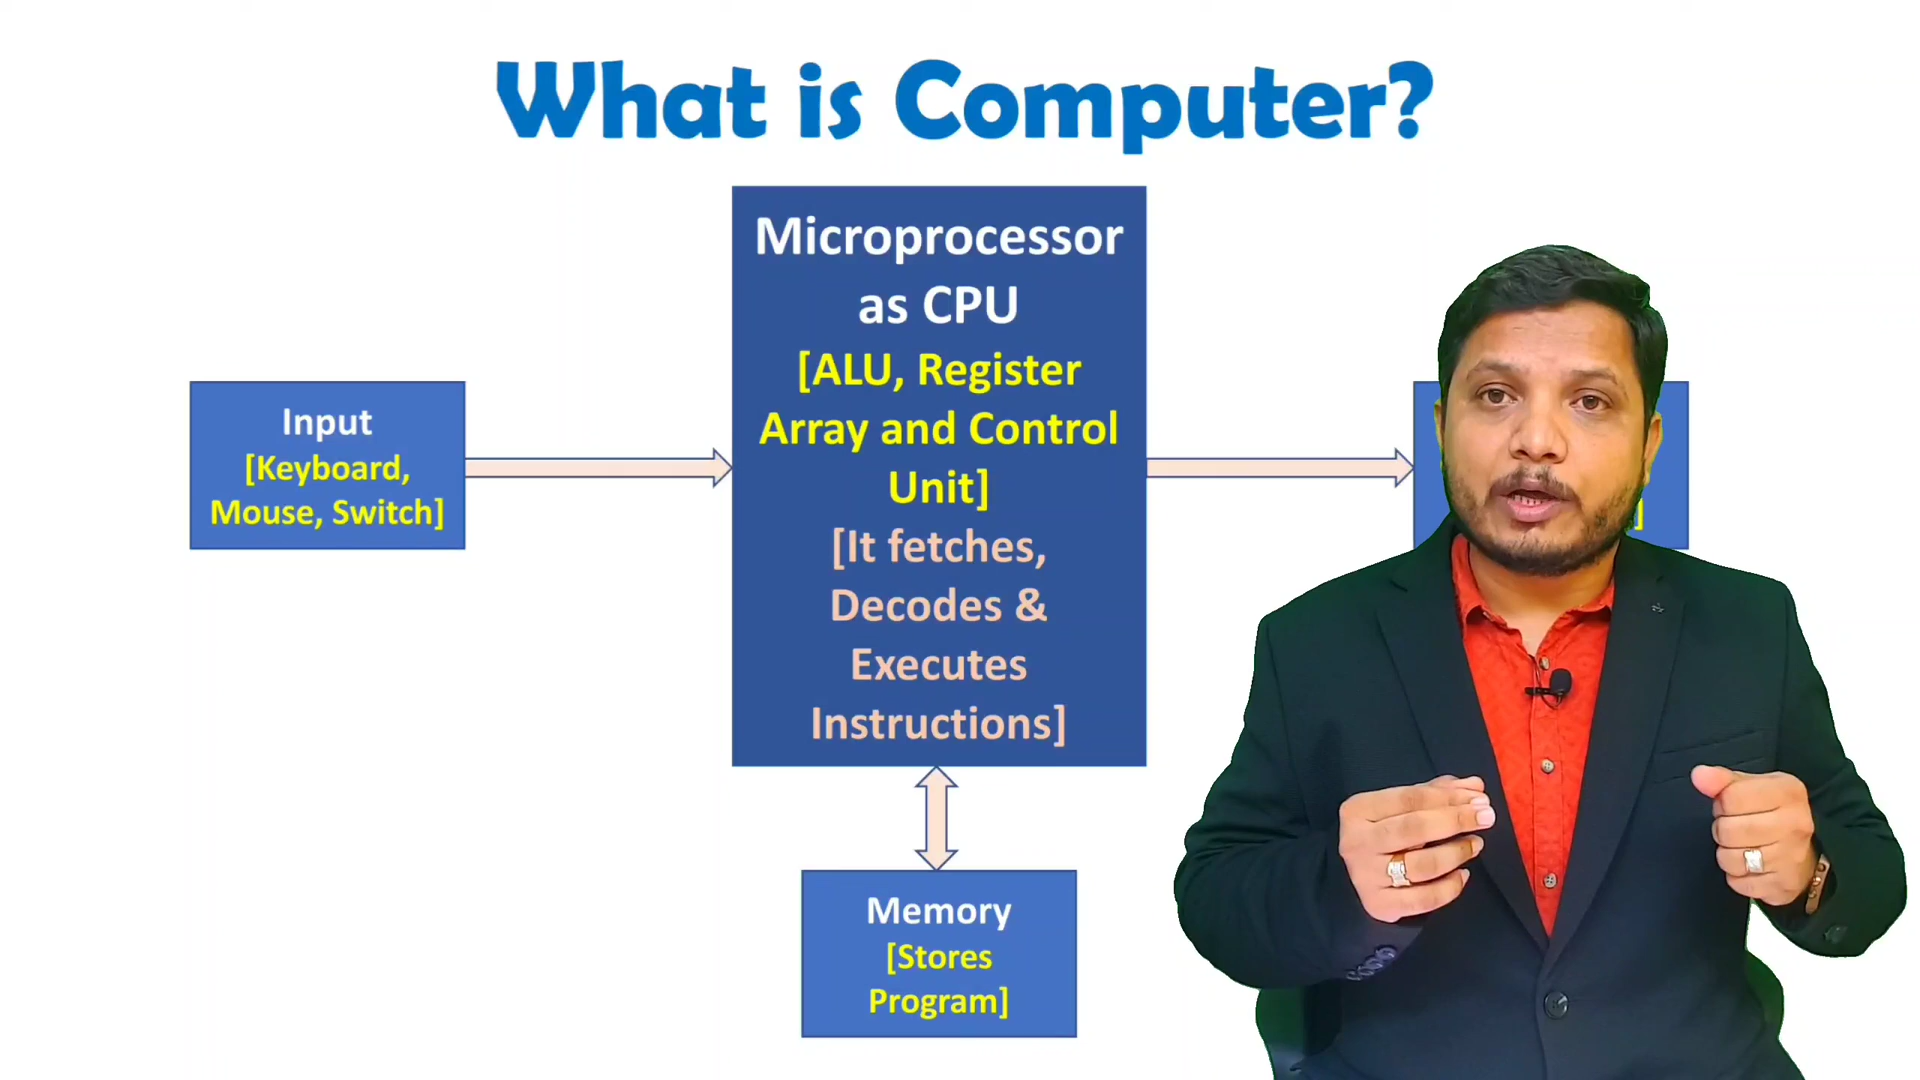 What is Computer?
Microprocessor
as CPU
[ALU, Register
Array and Control
Unit]
[It fetches,
Decodes &
Executes
Instructions]
Input
[Keyboard,
Mouse, Switch]
Memory
[Stores
Program]